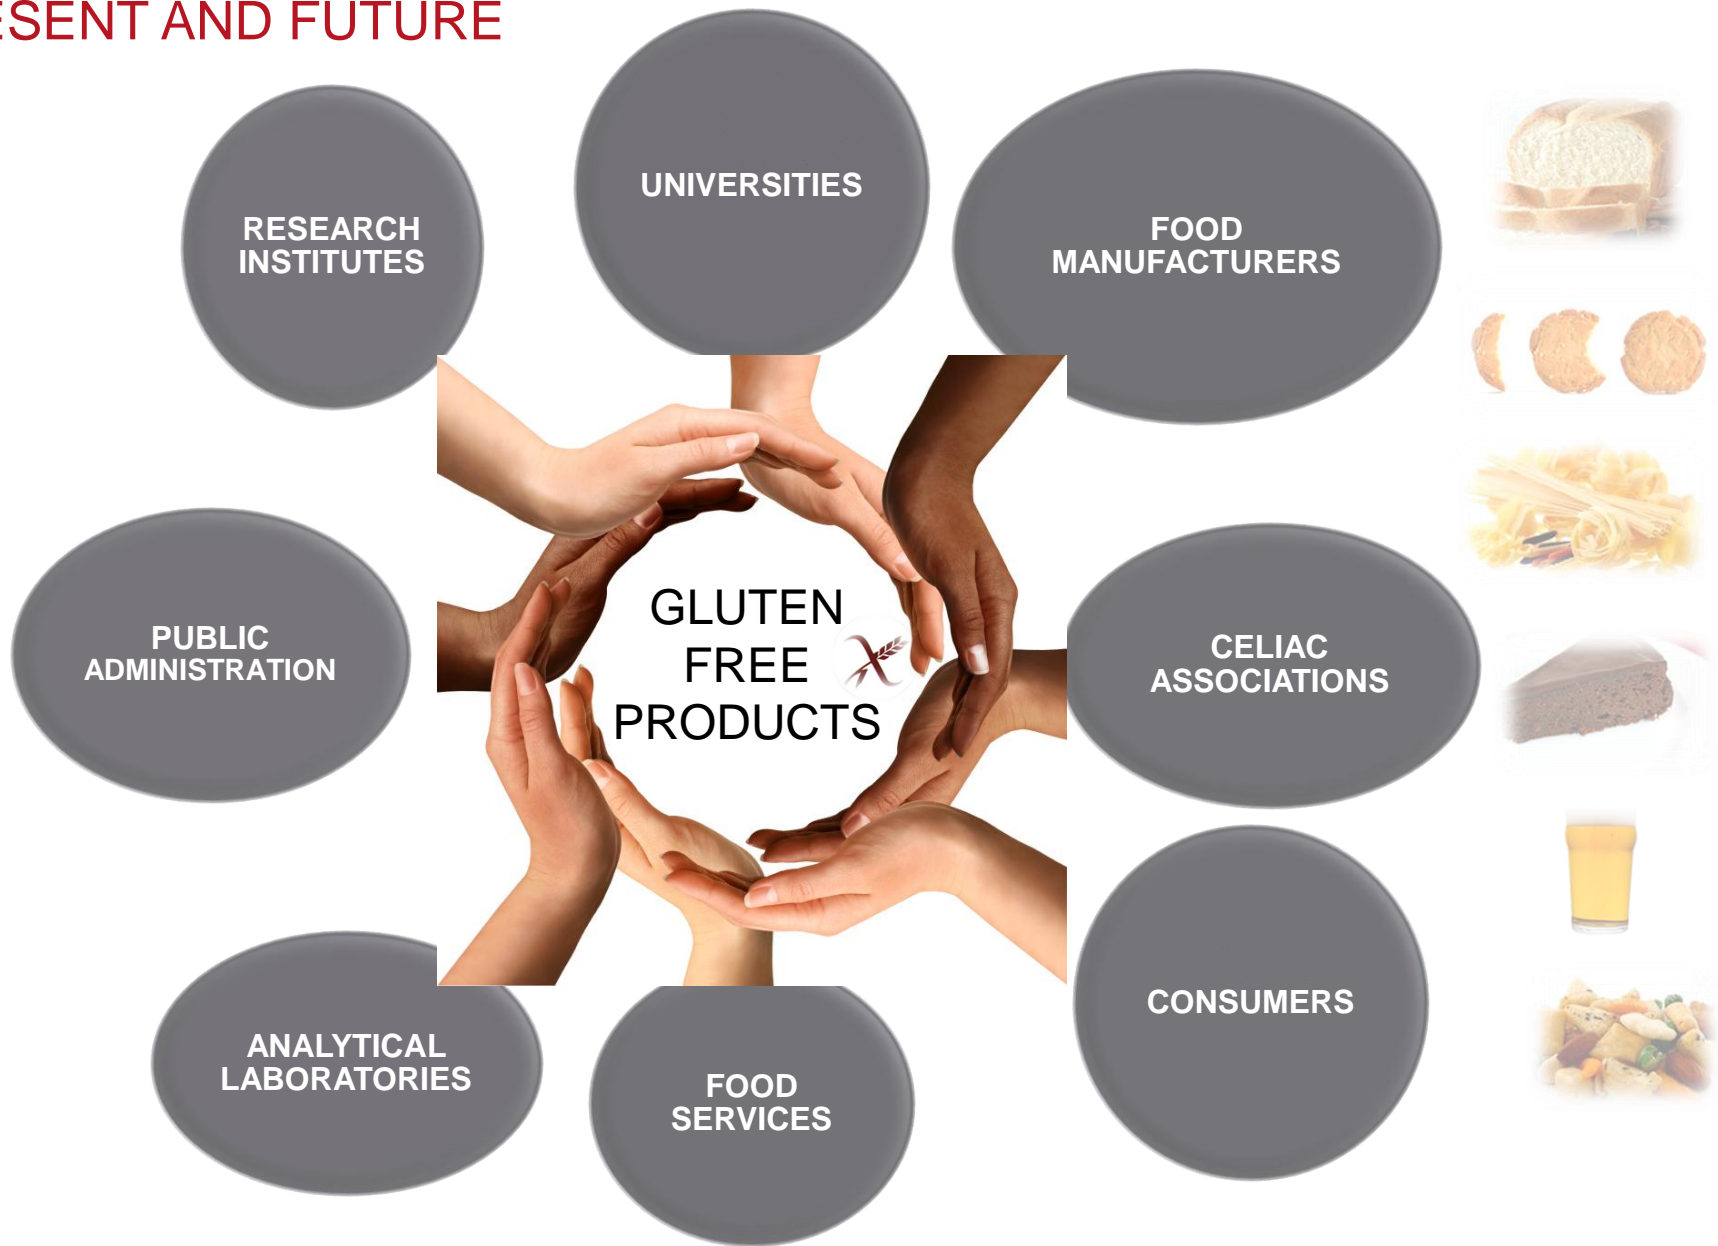 ESENT AND FUTURE
UNIVERSITIES
RESEARCH
INSTITUTES
FOOD
MANUFACTURERS
GLUTEN
FREE
PRODUCTS
PUBLIC
ADMINISTRATION
CELIAC
ASSOCIATIONS
CONSUMERS
ANALYTICAL
LABORATORIES
FOOD
SERVICES